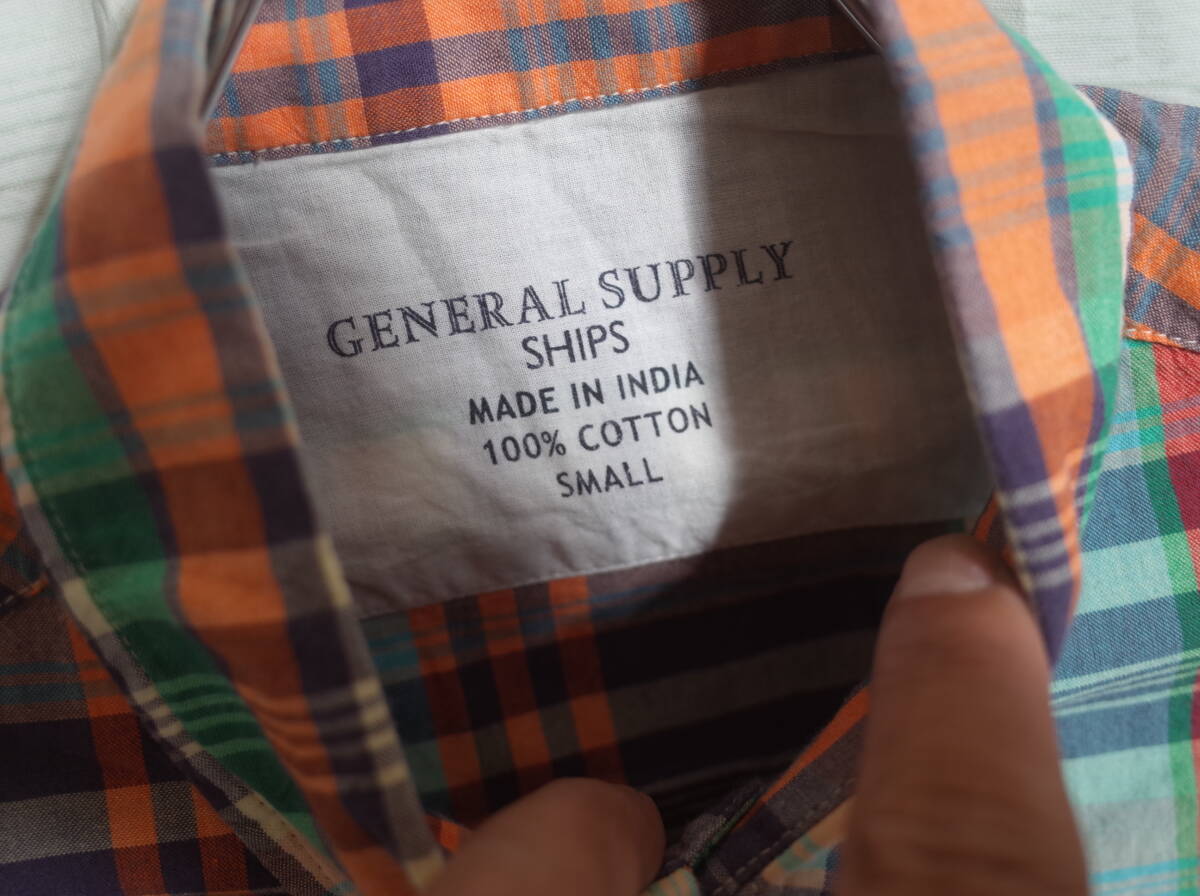 GENERAL SUPPLY
SHIPS
MADE IN INDIA
100% COTTON
SMALL